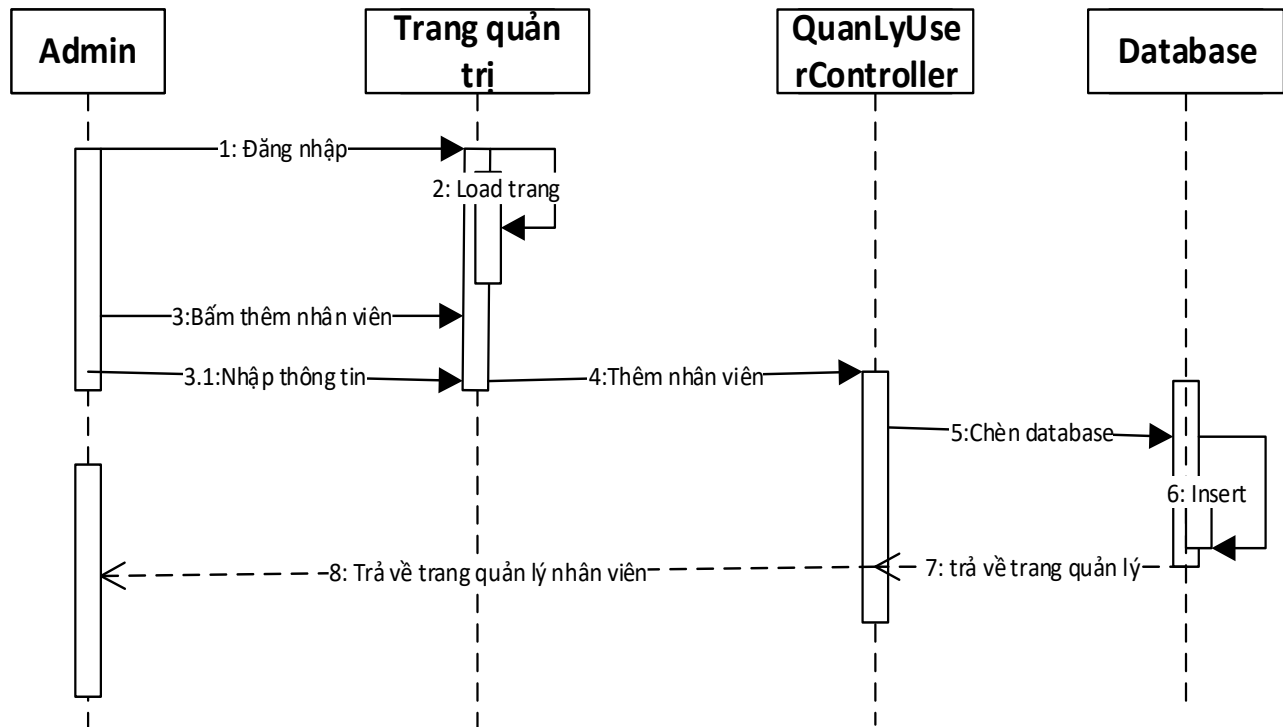 Admin
Trang quản
trị
QuanLyUse
rController
Database
1: Đăng nhập
2: Load trang
3:Bấm thêm nhân viên
3.1:Nhập thông tin
4:Thêm nhân viên
5:Chèn database
6: Insert
7: trả về trang quản lý
8: Trả về trang quản lý nhân viên